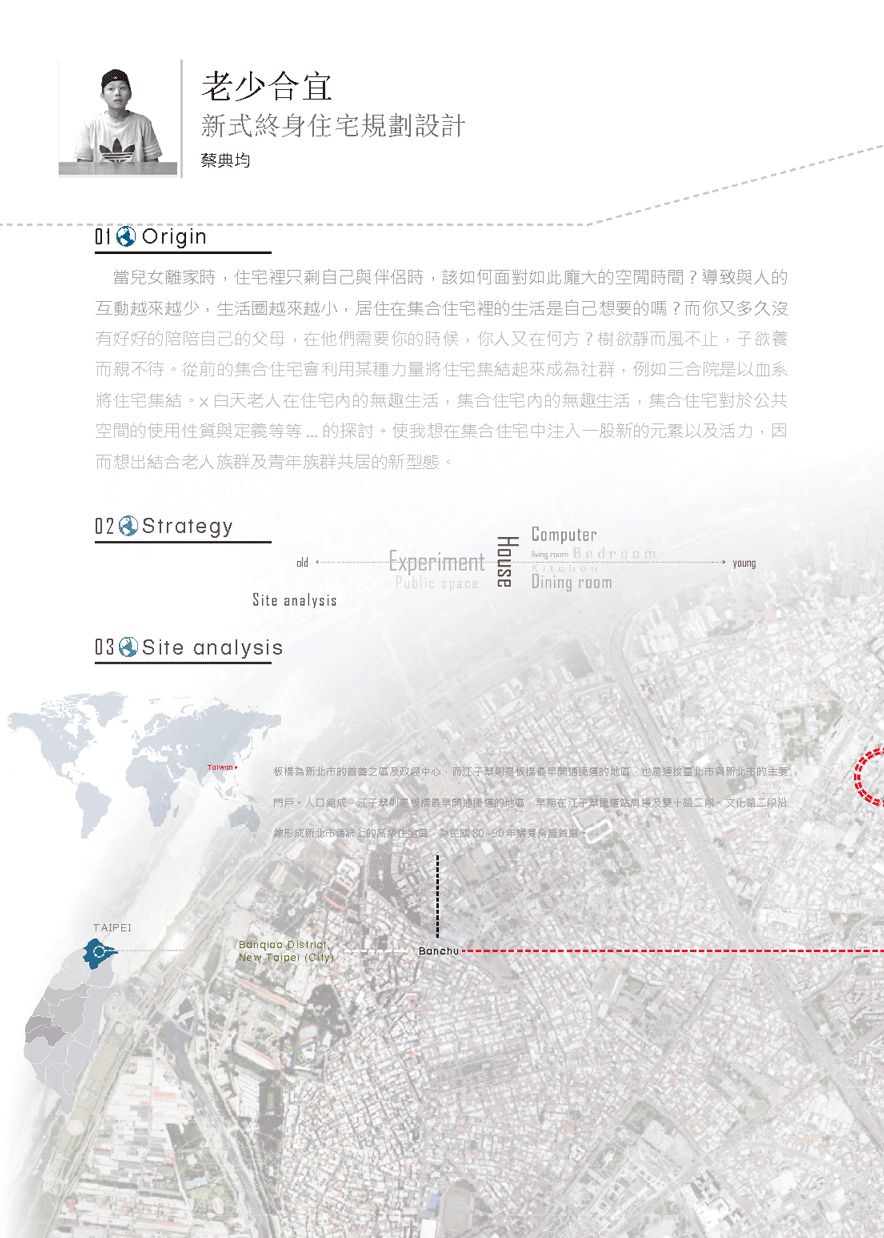 老少合宜
新式終身住宅規劃設計
蔡典均
01 Origin
當兒女離家時，住宅裡只剩自己與伴侶時，該如何面對如此龐大的空閒時間？導致與人的
互動越來越少，生活圈越來越小，居住在集合住宅裡的生活是自己想要的嗎？而你又多久沒
有好好的陪陪自己的父母，在他們需要你的時候，你人又在何方？樹欲靜而風不止，子欲養
而親不待。從前的集合住宅會利用某種力量將住宅集結起來成為社群，例如三合院是以血系
將住宅集結。x 白天老人在住宅內的無趣生活，集合住宅內的無趣生活，集合住宅對於公共
空間的使用性質與定義等等 ... 的探討。使我想在集合住宅中注入一股新的元素以及活力，因
而想出結合老人族群及青年族群共居的新型態。
02 Strategy
old
Experiment
Public space
House
Computer
living room Bedroom
Kitchen
Dining room
young
Site analysis
03 Site analysis
Taiwan
板橋為新北市的首善之區及政經中心，而江子翠則是板橋最早開通捷運的地區，也是連接臺北市與新北市的主要
門戶。人口組成，江子翠則是板橋最早開通捷運的地區，早期在江子翠捷運站周邊及雙十路二段、文化路二段沿
線形成新北市傳統上的高級住宅區，為民國 80~90 年購買房屋首選。
TAIPEI
Banqiao District,
New Taipei (City)
Banchu